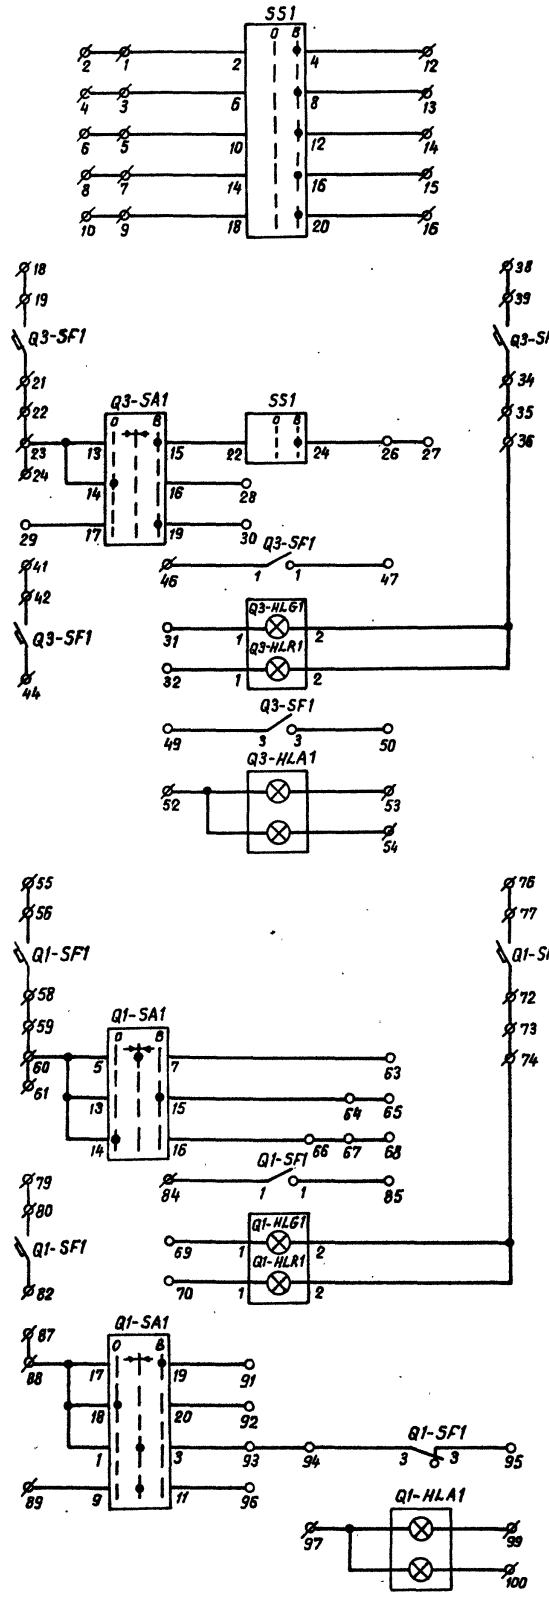 SS1
О В
2 1 2 4 12
4 3 6 8 13
6 5 10 12 14
8 7 14 16 15
10 9 18 20 16
18 38
19 39
Q3-SF1 Q3-SF
21 34
22 Q3-SA1 SS1 35
О В О В
23 13 15 22 24 26 27 36
24 14 16 28
29 17 19 30
41 Q3-SF1
46 1 1 47
42
Q3-HLG1
Q3-SF1 31 1 2
Q3-HLR1
44 32 1 2
Q3-SF1
49 3 3 50
Q3-HLA1
52 53
54
55 76
56 77
Q1-SF1 Q1-SF
58 72
59 73
Q1-SA1
О В
60 5 7 63 74
61 13 15 64 65
14 16 66 67 68
Q1-SF1
79 84 1 1 85
80
Q1-HLG1
Q1-SF1 69 1 2
Q1-HLR1
82 70 1 2
Q1-SA1
87 О В
88 17 19 91
18 20 92
Q1-SF1
1 3 93 94 3 3 95
89 9 11 96
Q1-HLA1
97 99
100